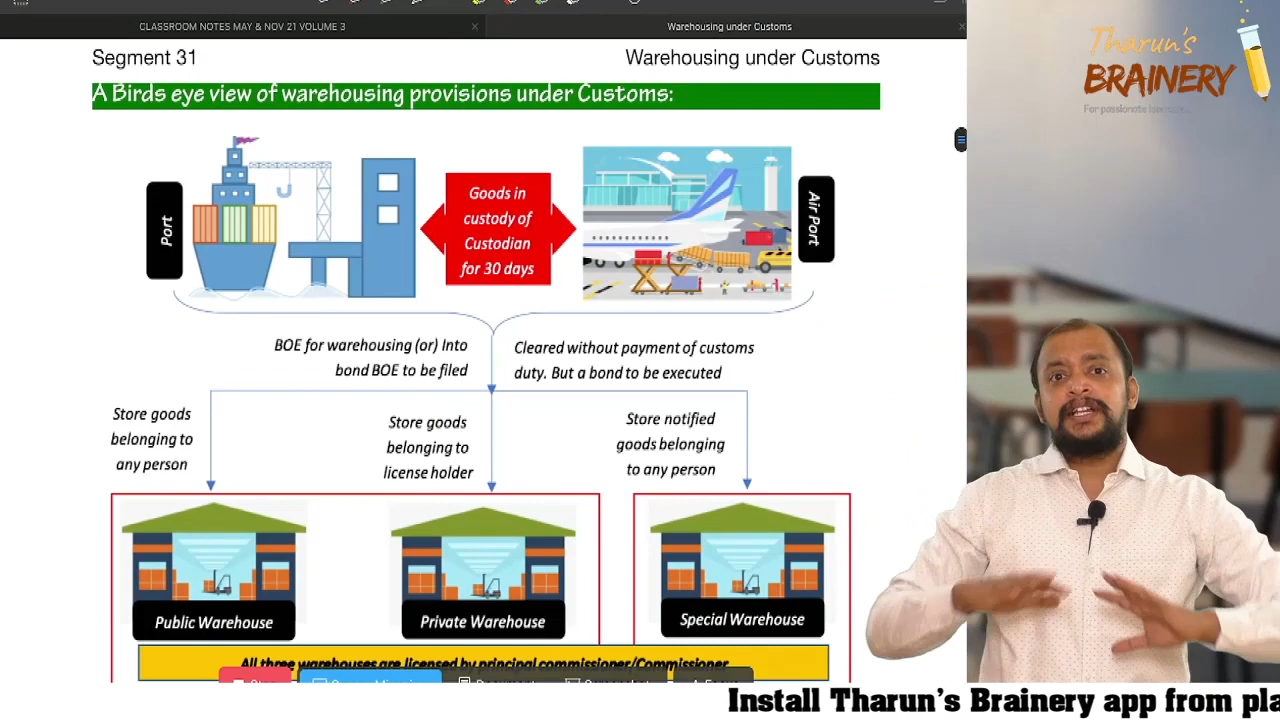 CLASSROOM NOTES MAY & NOV 21 VOLUME 3
Warehousing under Customs
Tharun's
BRAINERY
Segment 31
Warehousing under Customs
A Birds eye view of warehousing provisions under Customs:
Port
Goods in
custody of
Custodian
for 30 days
Air Port
BOE for warehousing (or) Into
bond BOE to be filed
Cleared without payment of customs
duty. But a bond to be executed
Store goods
belonging to
any person
Store goods
belonging to
license holder
Store notified
goods belonging
to any person
Public Warehouse
Private Warehouse
Special Warehouse
All three warehouses are licensed by principal commissioner/Commissioner
Install Tharun's Brainery app from pla